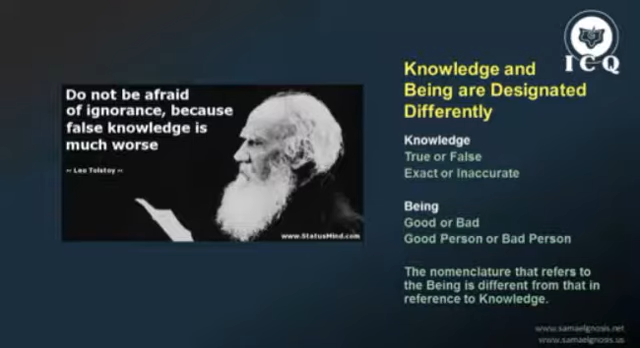 Do not be afraid
of ignorance, because
false knowledge is
much worse
~ Leo Tolstoy ~
www.StatusMind.com
I C Q
Knowledge and
Being are Designated
Differently
Knowledge
True or False
Exact or Inaccurate
Being
Good or Bad
Good Person or Bad Person
The nomenclature that refers to
the Being is different from that in
reference to Knowledge.
www.samaelgnosis.net
www.samaelgnosis.us